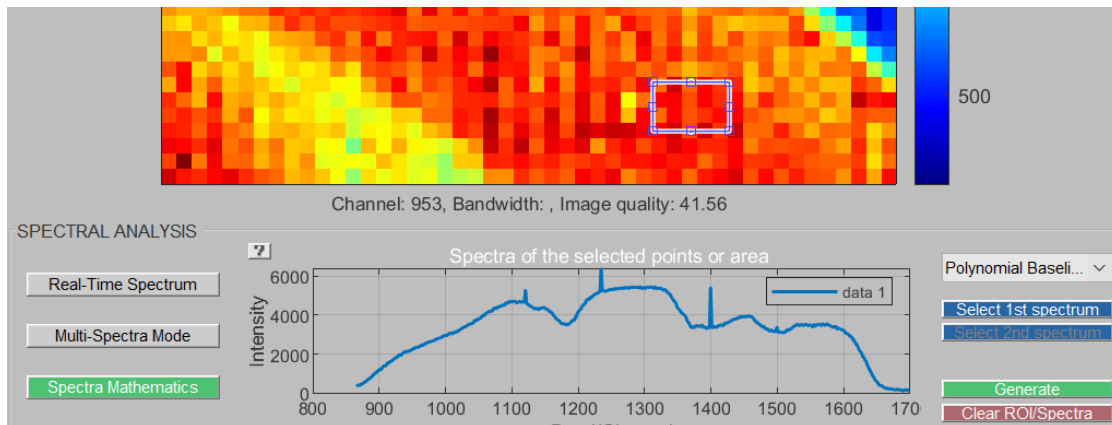 500
Channel: 953, Bandwidth: , Image quality: 41.56
SPECTRAL ANALYSIS
?
Spectra of the selected points or area
Real-Time Spectrum
Multi-Spectra Mode
Spectra Mathematics
Intensity
6000
4000
2000
0
data 1
800 900 1000 1100 1200 1300 1400 1500 1600 170
Polynomial Baseli...
Select 1st spectrum
Select 2nd spectrum
Generate
Clear ROI/Spectra